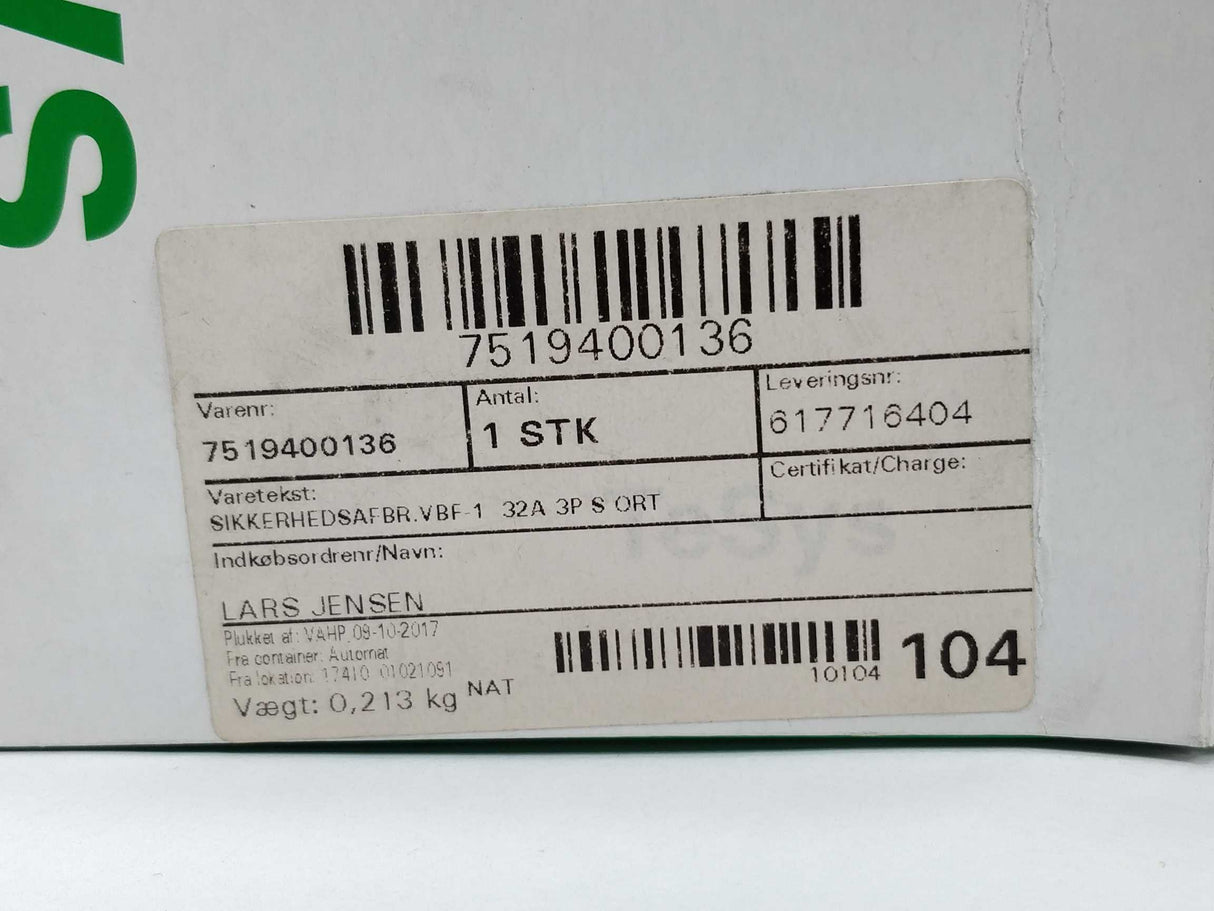 7519400136
Varenr:
7519400136
Antal:
1 STK
Leveringsnr:
617716404
Varetekst:
SIKKERHEDSAFBR.VBF-1 32A 3P S ORT
Certifikat/Charge:
Indkøbsordrenr/Navn:
LARS JENSEN
Plukket af: VAHP, 09-10-2017
Fra container: Automat
Fra lokation: 17410 01021091
Vægt: 0,213 kg NAT
10104
104
TeSys